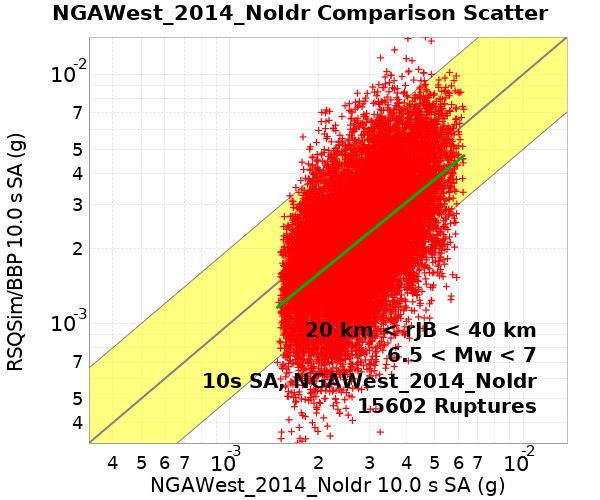 NGAWest_2014_NoIdr Comparison Scatter
RSQSim/BBP 10.0 s SA (g)
10-2
7
5
4
3
2
10-3
7
5
4
20 km < rJB < 40 km
6.5 < Mw < 7
10s SA, NGAWest_2014_NoIdr
15602 Ruptures
4 5 6 7 10-3 2 3 4 5 6 7 10-2
NGAWest_2014_NoIdr 10.0 s SA (g)